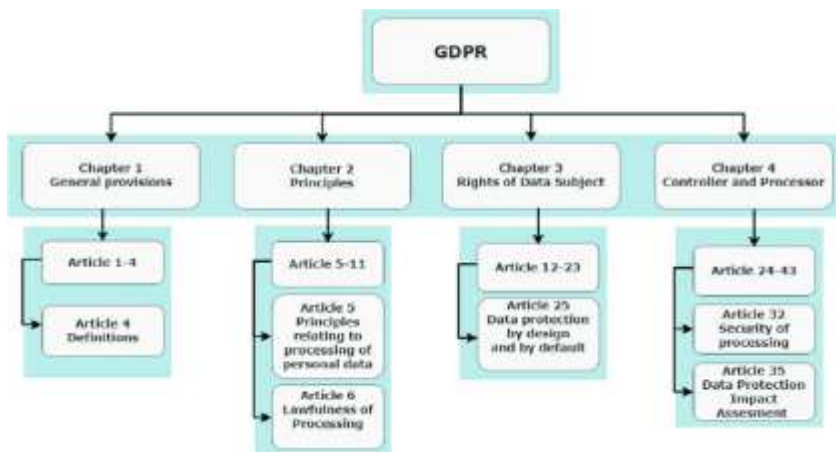 GDPR
Chapter 1
General provisions
Chapter 2
Principles
Chapter 3
Rights of Data Subject
Chapter 4
Controller and Processor
Article 1-4
Article 4
Definitions
Article 5-11
Article 5
Principles
relating to
processing of
personal data
Article 6
Lawfulness of
Processing
Article 12-23
Article 25
Data protection
by design
and by default
Article 24-43
Article 32
Security of
processing
Article 35
Data Protection
Impact
Assesment